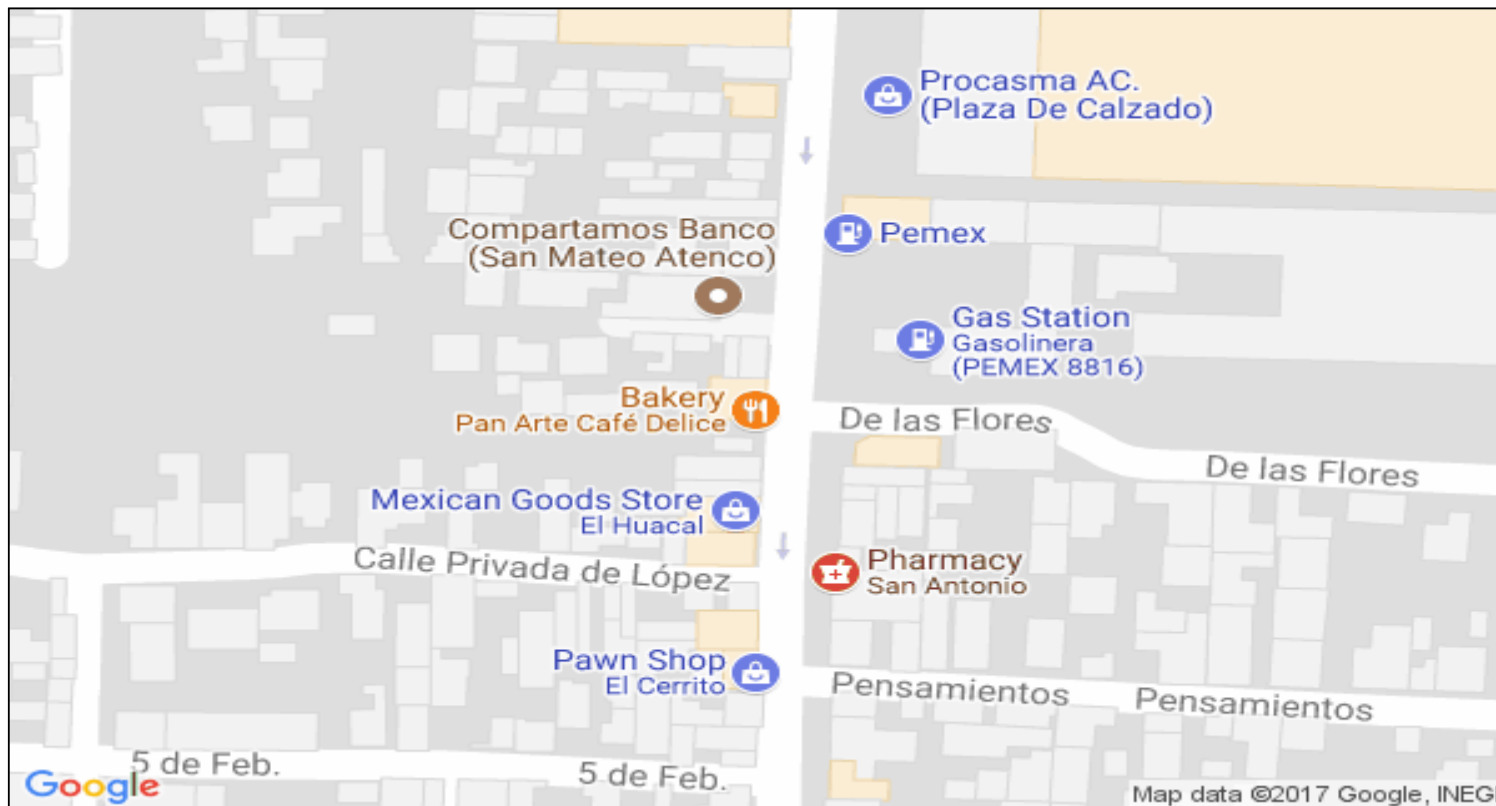 Procasma AC.
(Plaza De Calzado)
Compartamos Banco
(San Mateo Atenco)
Pemex
Gas Station
Gasolinera
(PEMEX 8816)
Bakery
Pan Arte Café Delice
De las Flores
De las Flores
Mexican Goods Store
El Huacal
Calle Privada de López
Pharmacy
San Antonio
Pawn Shop
El Cerrito
Pensamientos
Pensamientos
5 de Feb.
5 de Feb.
Google
Map data ©2017 Google, INEGI